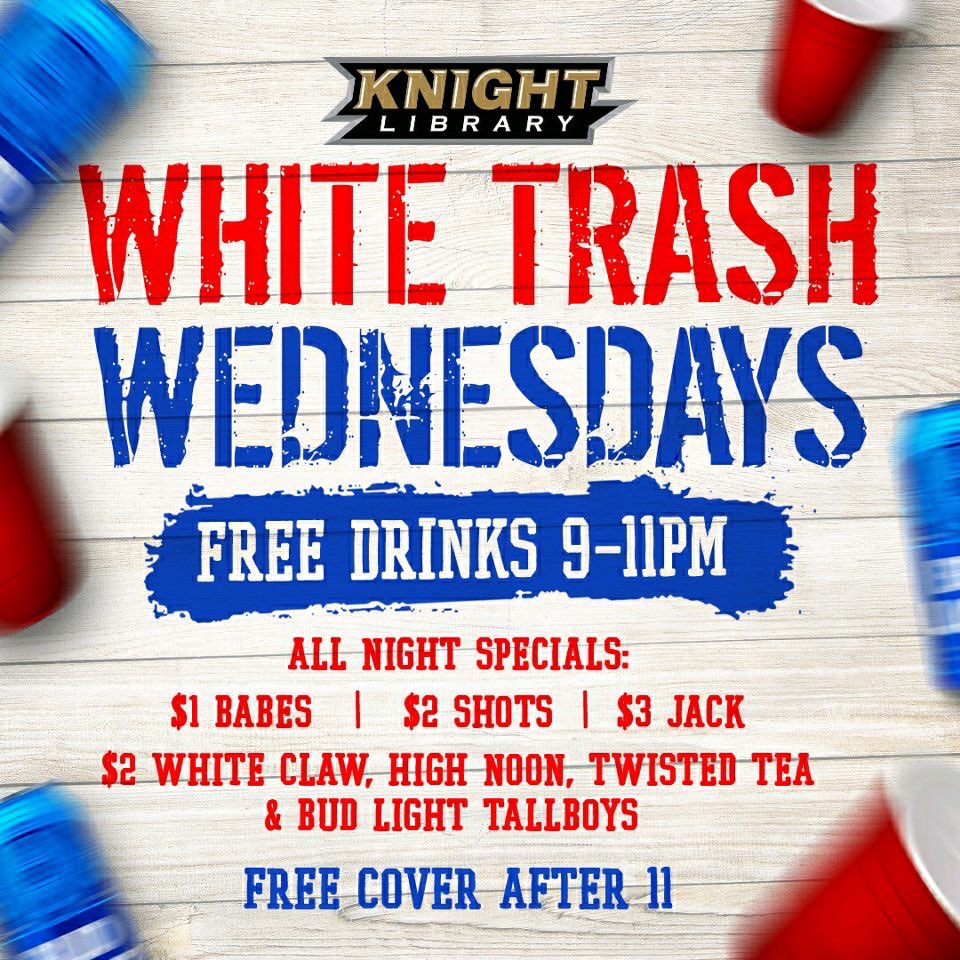 KNIGHT
LIBRARY
WHITE TRASH
WEDNESDAYS
FREE DRINKS 9-11PM
ALL NIGHT SPECIALS:
$1 BABES | $2 SHOTS | $3 JACK
$2 WHITE CLAW, HIGH NOON, TWISTED TEA
& BUD LIGHT TALLBOYS
FREE COVER AFTER 11